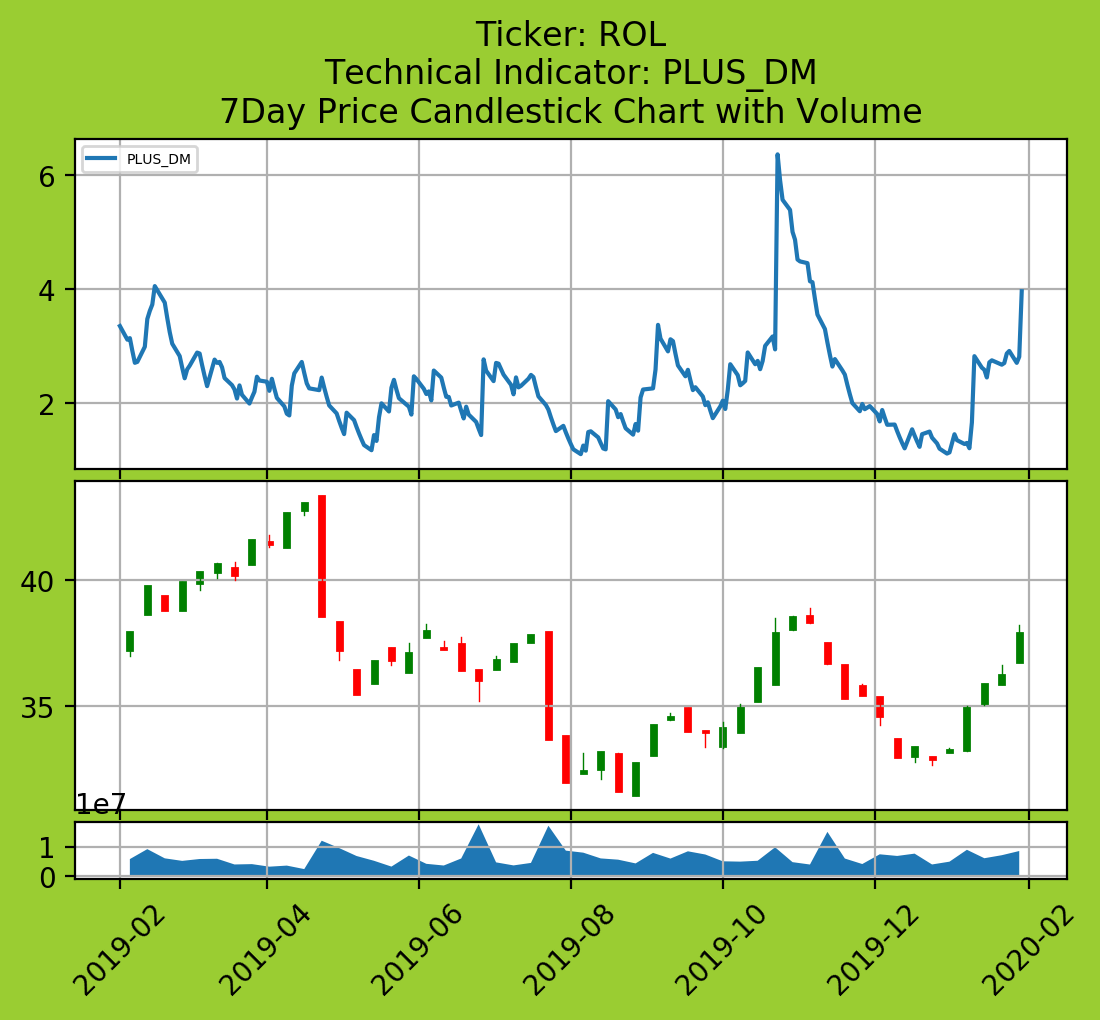 Ticker: ROL
Technical Indicator: PLUS_DM
7Day Price Candlestick Chart with Volume
PLUS_DM
6
4
2
40
35
1e7
1
0
2019-02
2019-04
2019-06
2019-08
2019-10
2019-12
2020-02